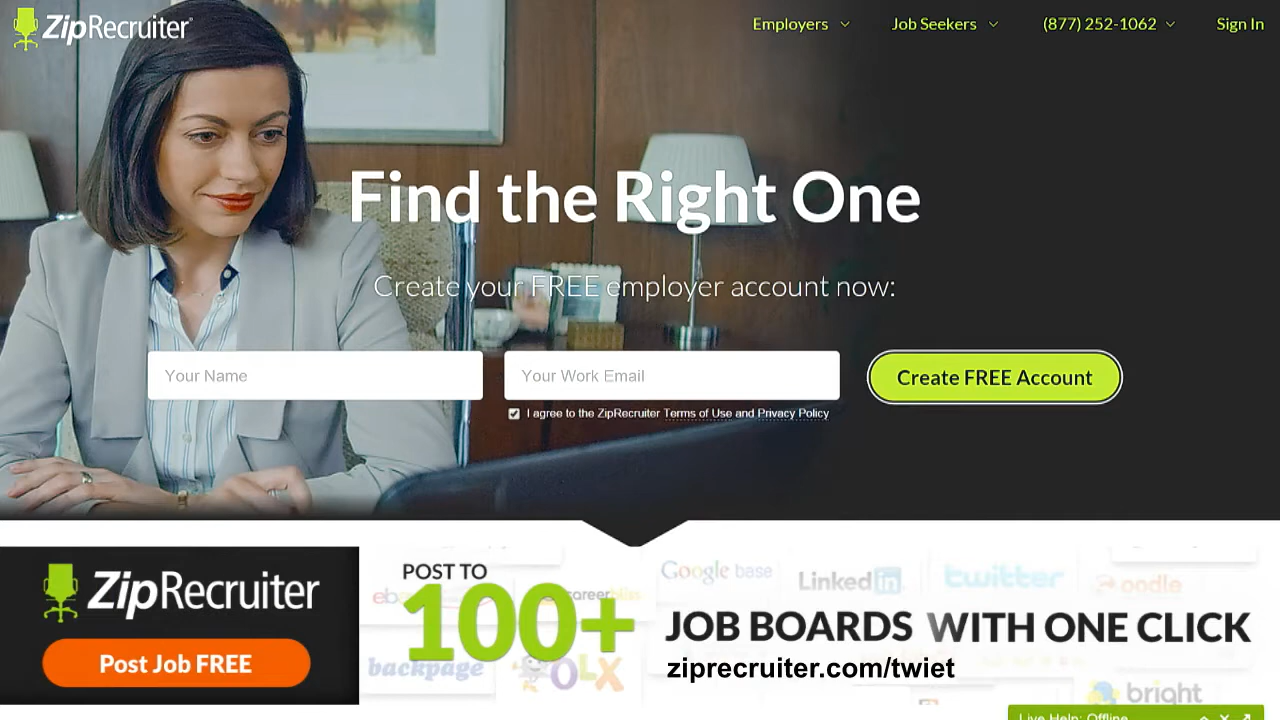 ZipRecruiter
Employers
Job Seekers
(877) 252-1062
Sign In
Find the Right One
Create your FREE employer account now:
Your Name
Your Work Email
Create FREE Account
I agree to the ZipRecruiter Terms of Use and Privacy Policy
ZipRecruiter
Post Job FREE
POST TO
100+
JOB BOARDS WITH ONE CLICK
ziprecruiter.com/twiet
careerbliss
Google base
LinkedIn
twitter
oodle
backpage
OLX
bright
Live Help: Offline